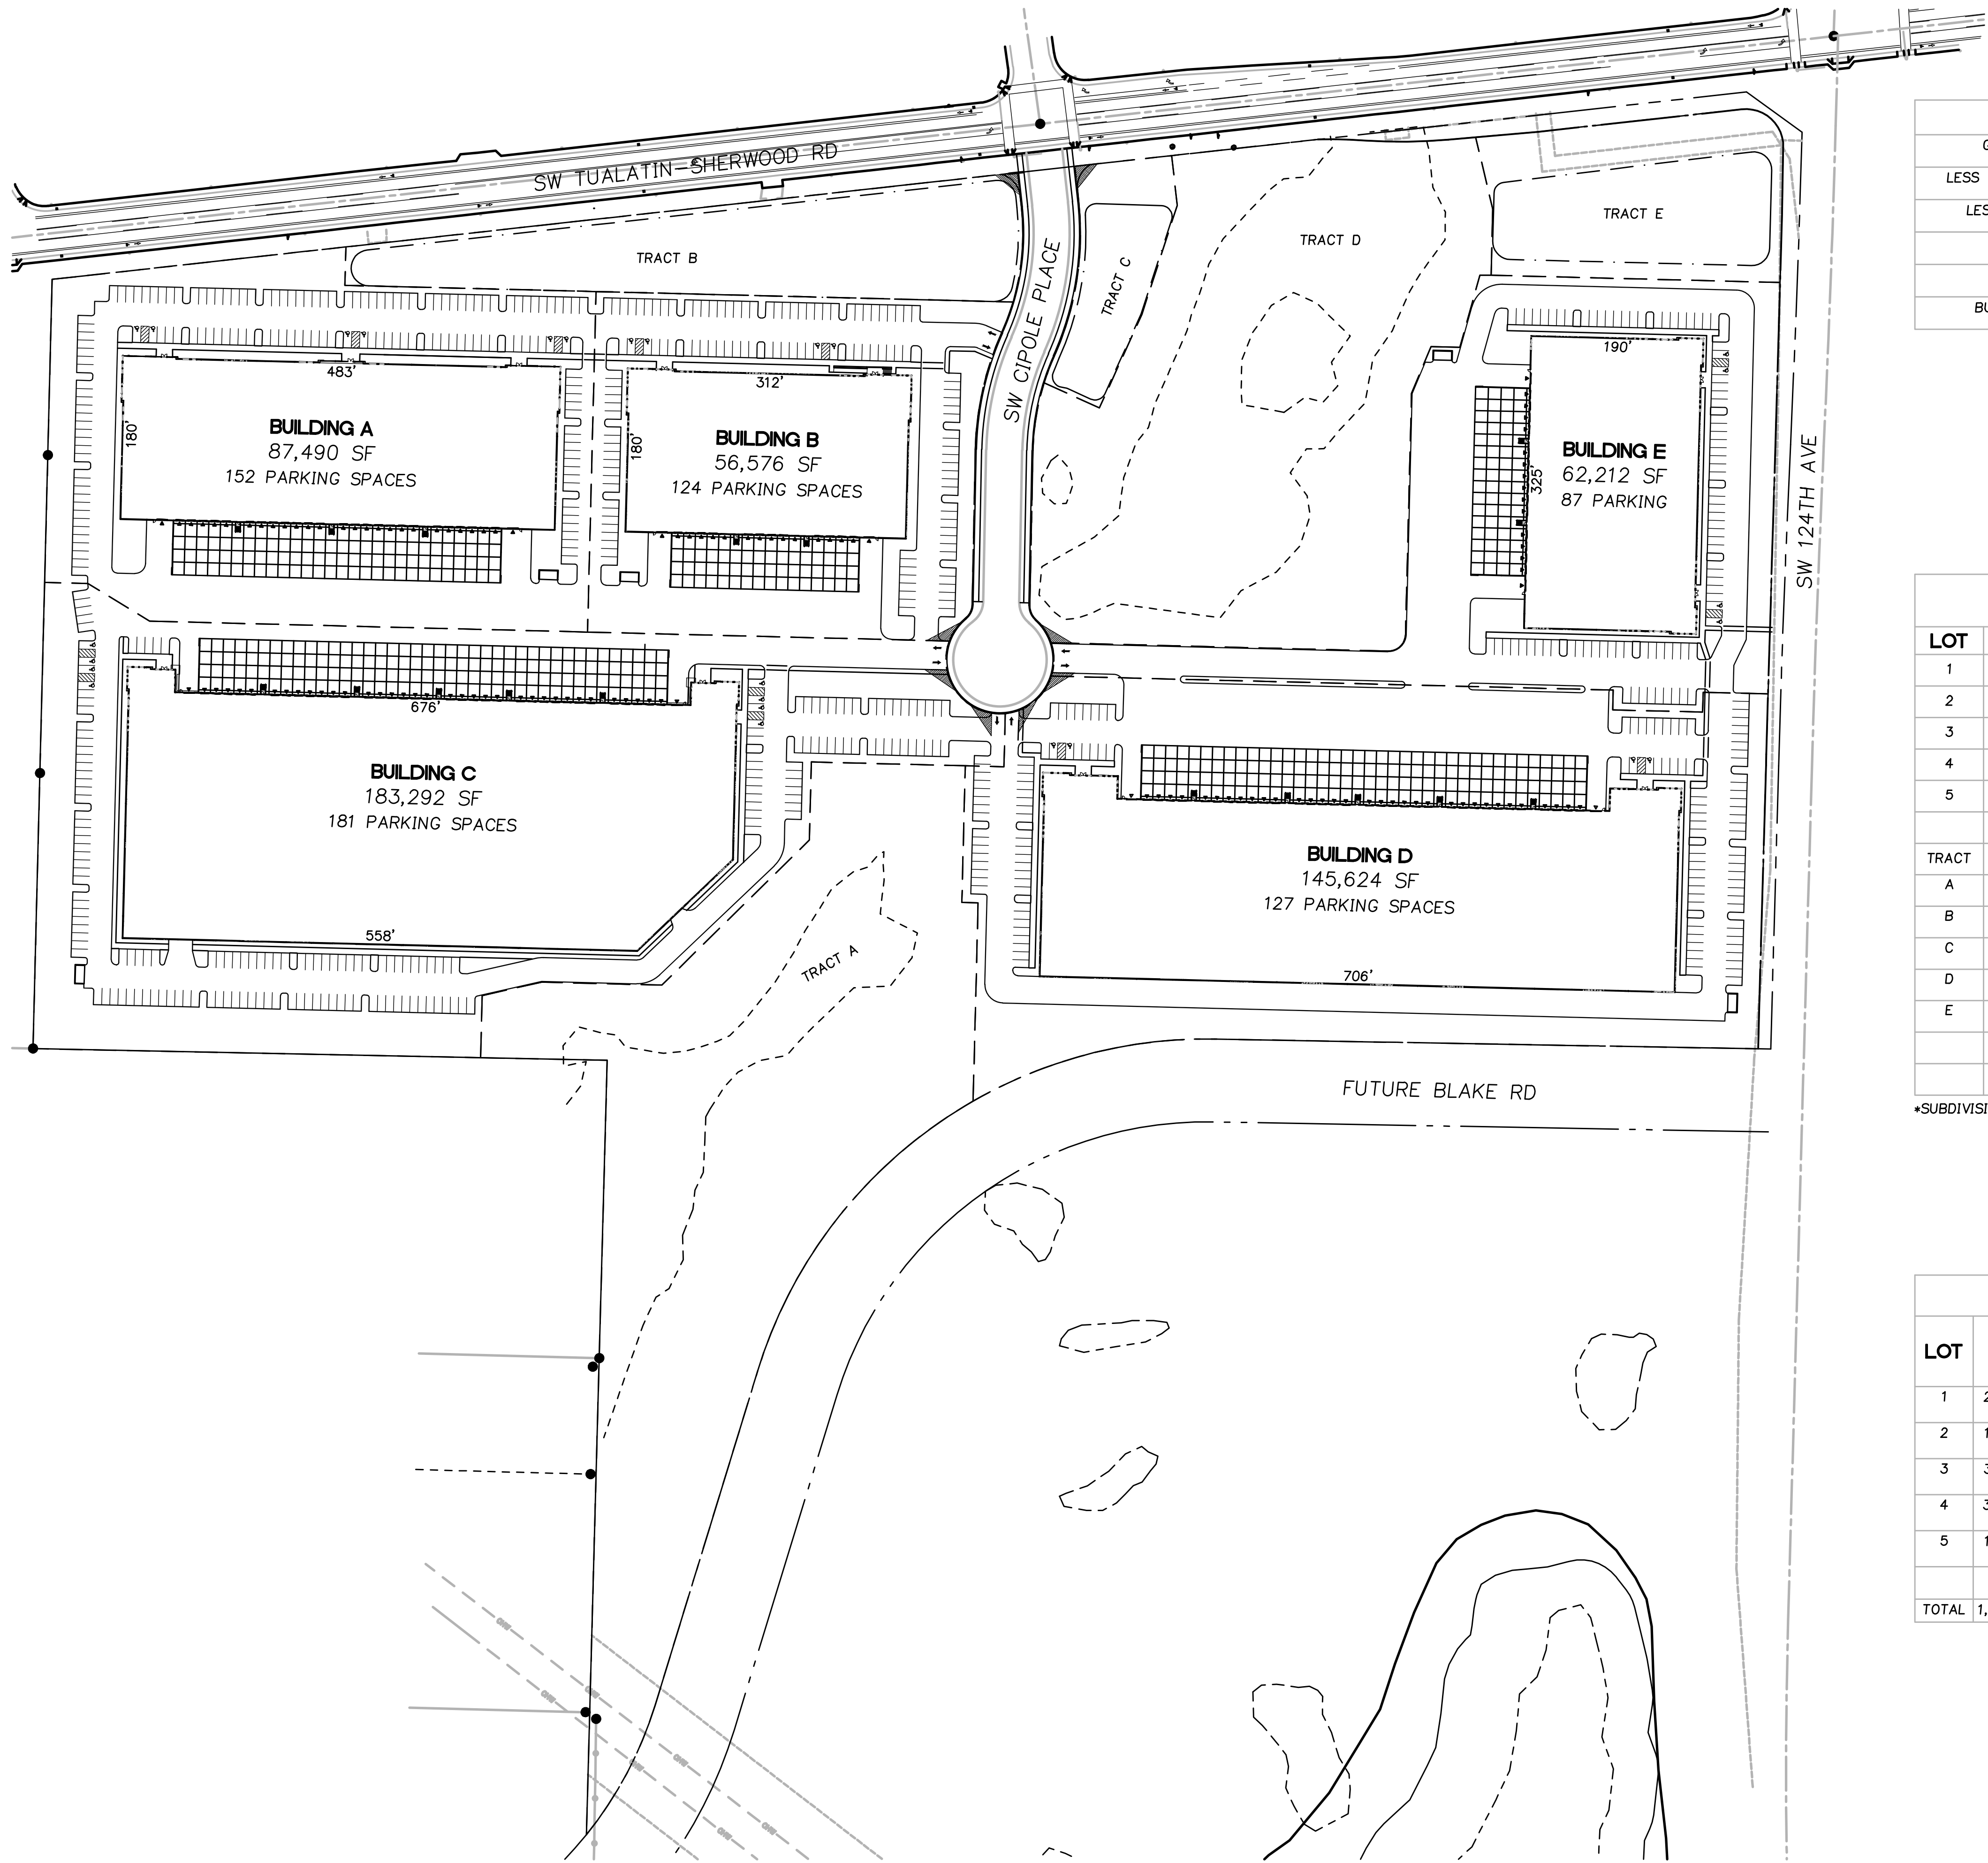 SW TUALATIN-SHERWOOD RD
TRACT B
SW CIPOLE PLACE
TRACT C
TRACT D
TRACT E
483'
180'
BUILDING A
87,490 SF
152 PARKING SPACES
312'
180'
BUILDING B
56,576 SF
124 PARKING SPACES
190'
325'
BUILDING E
62,212 SF
87 PARKING
SW 124TH AVE
676'
BUILDING C
183,292 SF
181 PARKING SPACES
558'
TRACT A
BUILDING D
145,624 SF
127 PARKING SPACES
706'
FUTURE BLAKE RD
LESS
LOT
1
2
3
4
5
TRACT
A
B
C
D
E
LOT
1
2
3
4
5
TOTAL